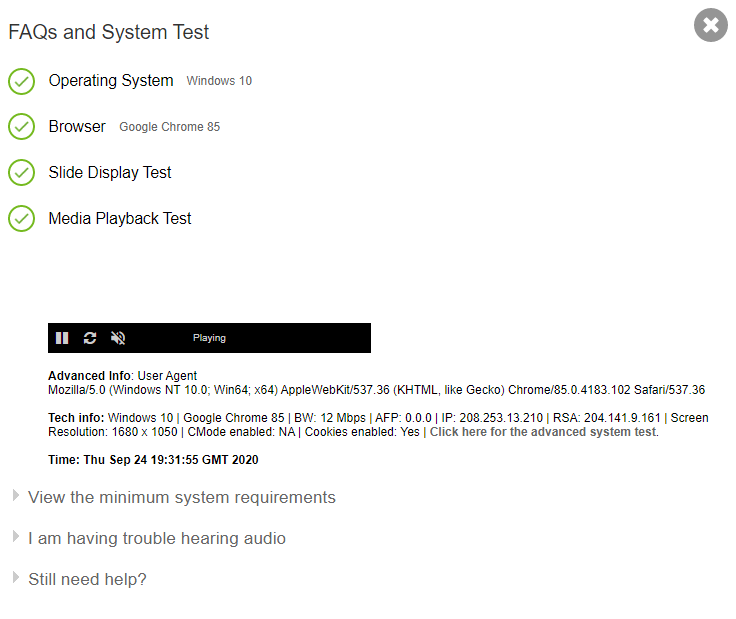 FAQs and System Test
Operating System Windows 10
Browser Google Chrome 85
Slide Display Test
Media Playback Test
Playing
Advanced Info: User Agent
Mozilla/5.0 (Windows NT 10.0; Win64; x64) AppleWebKit/537.36 (KHTML, like Gecko) Chrome/85.0.4183.102 Safari/537.36
Tech info: Windows 10 | Google Chrome 85 | BW: 12 Mbps | AFP: 0.0.0 | IP: 208.253.13.210 | RSA: 204.141.9.161 | Screen
Resolution: 1680 x 1050 | CMode enabled: NA | Cookies enabled: Yes | Click here for the advanced system test.
Time: Thu Sep 24 19:31:55 GMT 2020
View the minimum system requirements
I am having trouble hearing audio
Still need help?